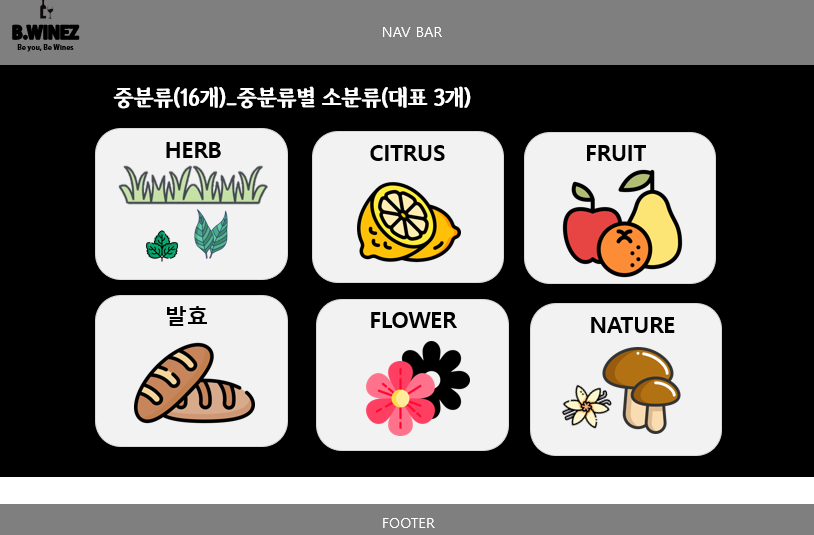 B.WINEZ
Be you, Be Wines
NAV BAR
중분류(16개)_중분류별 소분류(대표 3개)
HERB
CITRUS
FRUIT
발효
FLOWER
NATURE
FOOTER